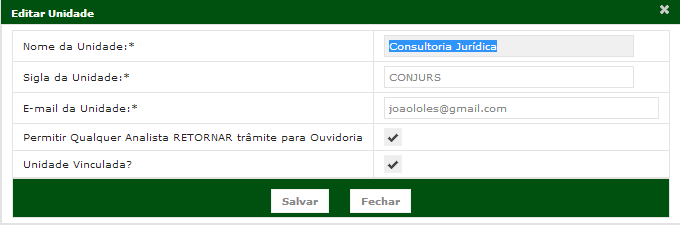 Editar Unidade
Nome da Unidade:* Consultoria Jurídica
Sigla da Unidade:* CONJURS
E-mail da Unidade:* joaololes@gmail.com
Permitir Qualquer Analista RETORNAR trâmite para Ouvidoria
Unidade Vinculada?
Salvar Fechar